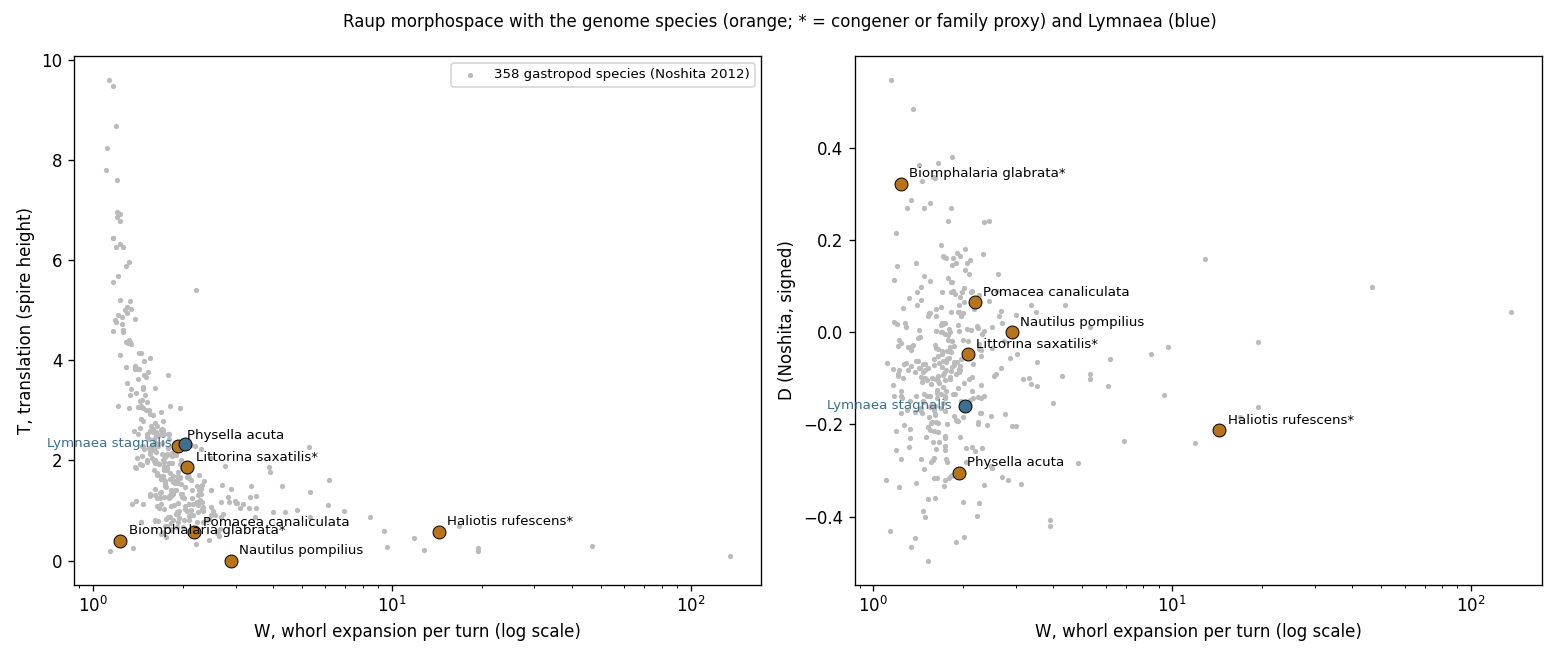 Raup morphospace with the genome species (orange; * = congener or family proxy) and Lymnaea (blue)
358 gastropod species (Noshita 2012)
T, translation (spire height)
10
8
6
4
2
0
Lymnaea stagnalis
Physella acuta
Littorina saxatilis*
Pomacea canaliculata
Biomphalaria glabrata*
Haliotis rufescens*
Nautilus pompilius
10⁰
10¹
10²
W, whorl expansion per turn (log scale)
D (Noshita, signed)
0.4
0.2
0.0
−0.2
−0.4
Biomphalaria glabrata*
Pomacea canaliculata
Nautilus pompilius
Littorina saxatilis*
Lymnaea stagnalis
Haliotis rufescens*
Physella acuta
10⁰
10¹
10²
W, whorl expansion per turn (log scale)